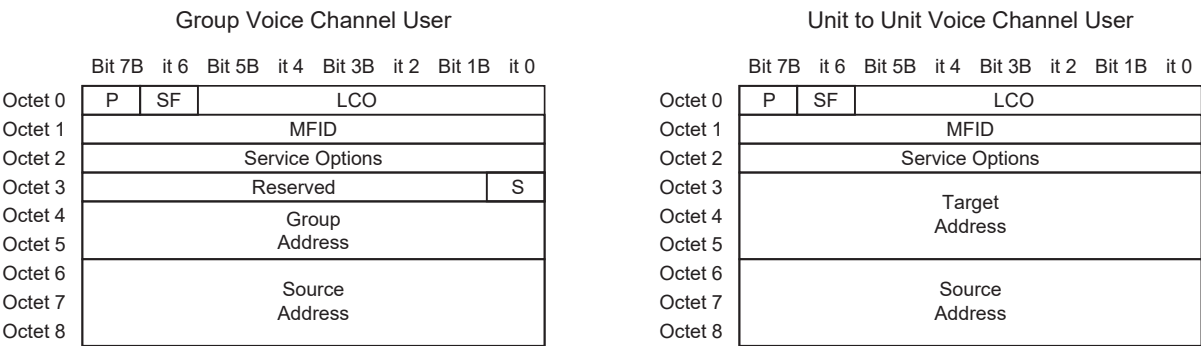 Group Voice Channel User
Bit 7B it 6 Bit 5B it 4 Bit 3B it 2 Bit 1B it 0
Octet 0 P SF LCO
Octet 1 MFID
Octet 2 Service Options
Octet 3 Reserved S
Octet 4
Octet 5
Group
Address
Octet 6
Octet 7
Octet 8
Source
Address
Unit to Unit Voice Channel User
Bit 7B it 6 Bit 5B it 4 Bit 3B it 2 Bit 1B it 0
Octet 0 P SF LCO
Octet 1 MFID
Octet 2 Service Options
Octet 3
Octet 4
Octet 5
Target
Address
Octet 6
Octet 7
Octet 8
Source
Address